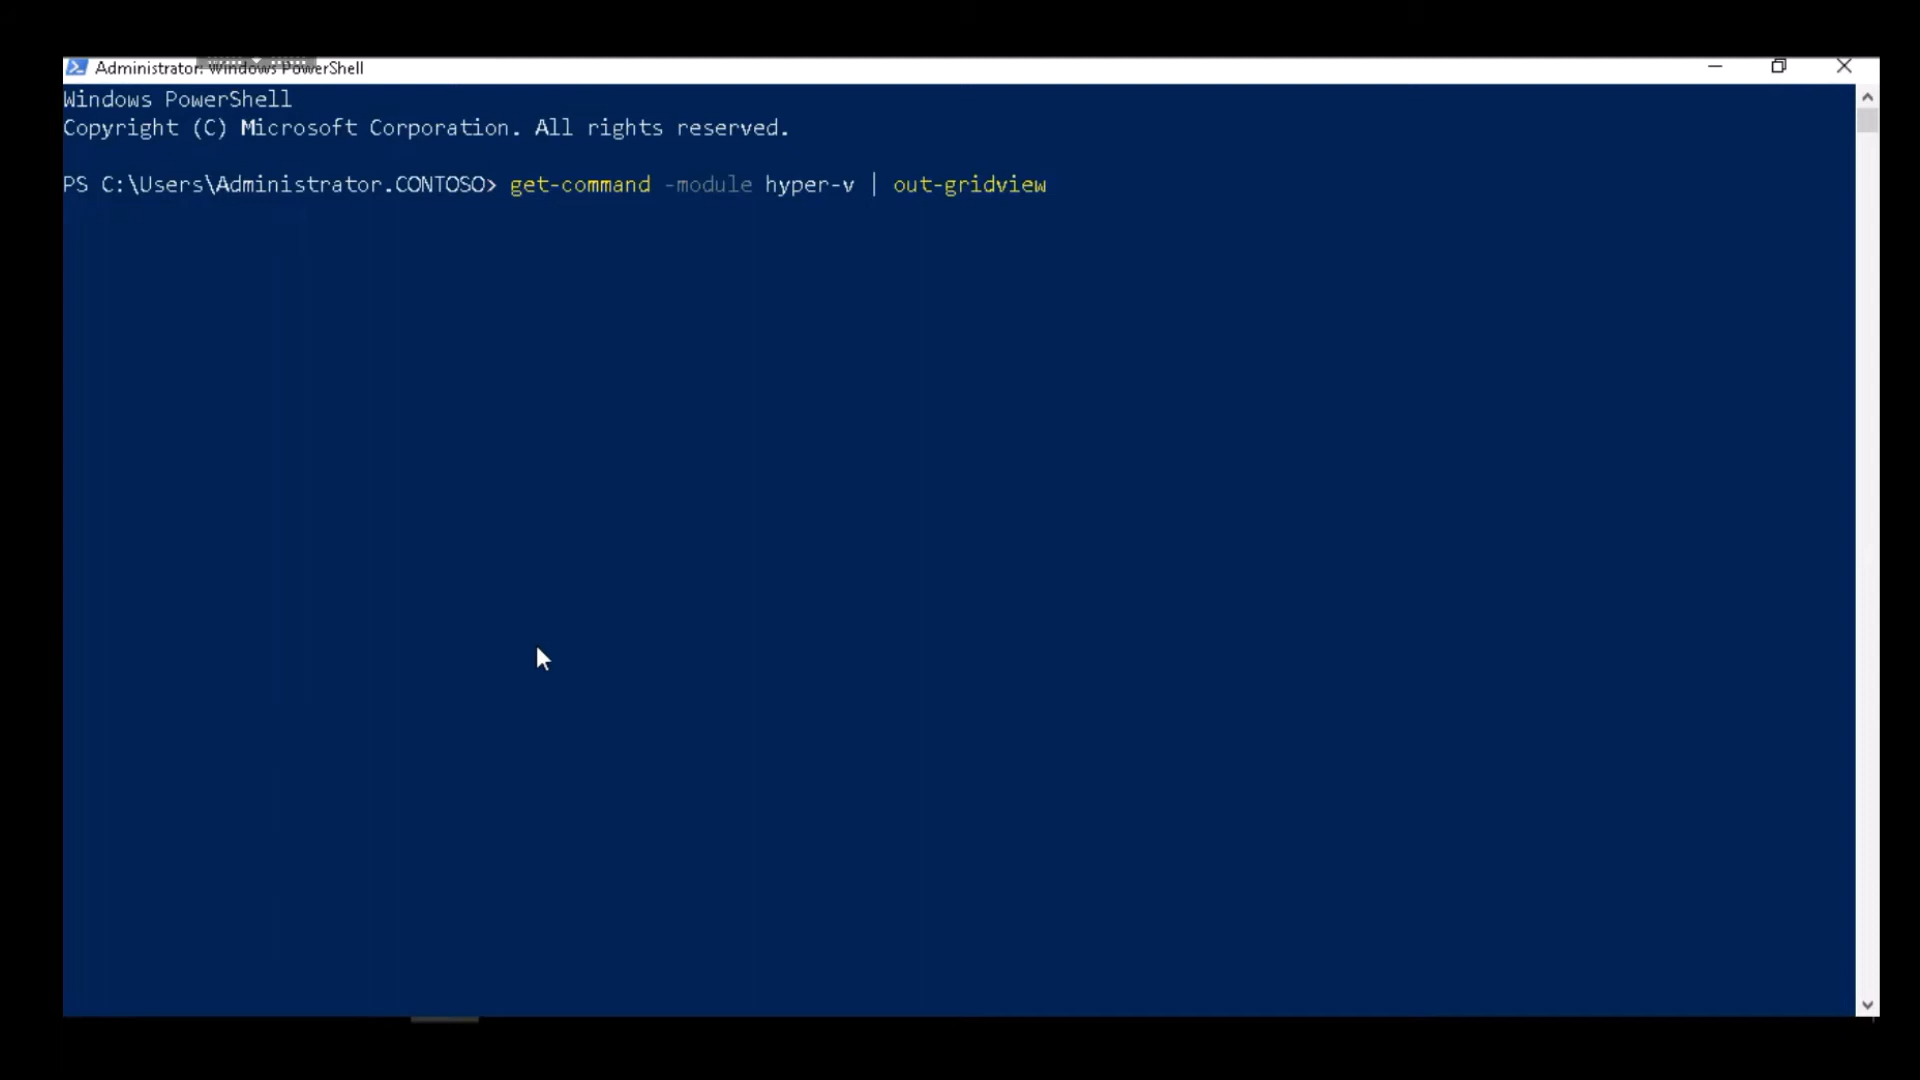 Administrator: Windows PowerShell
Windows PowerShell
Copyright (C) Microsoft Corporation. All rights reserved.
PS C:\Users\Administrator.CONTOSO> get-command -module hyper-v | out-gridview